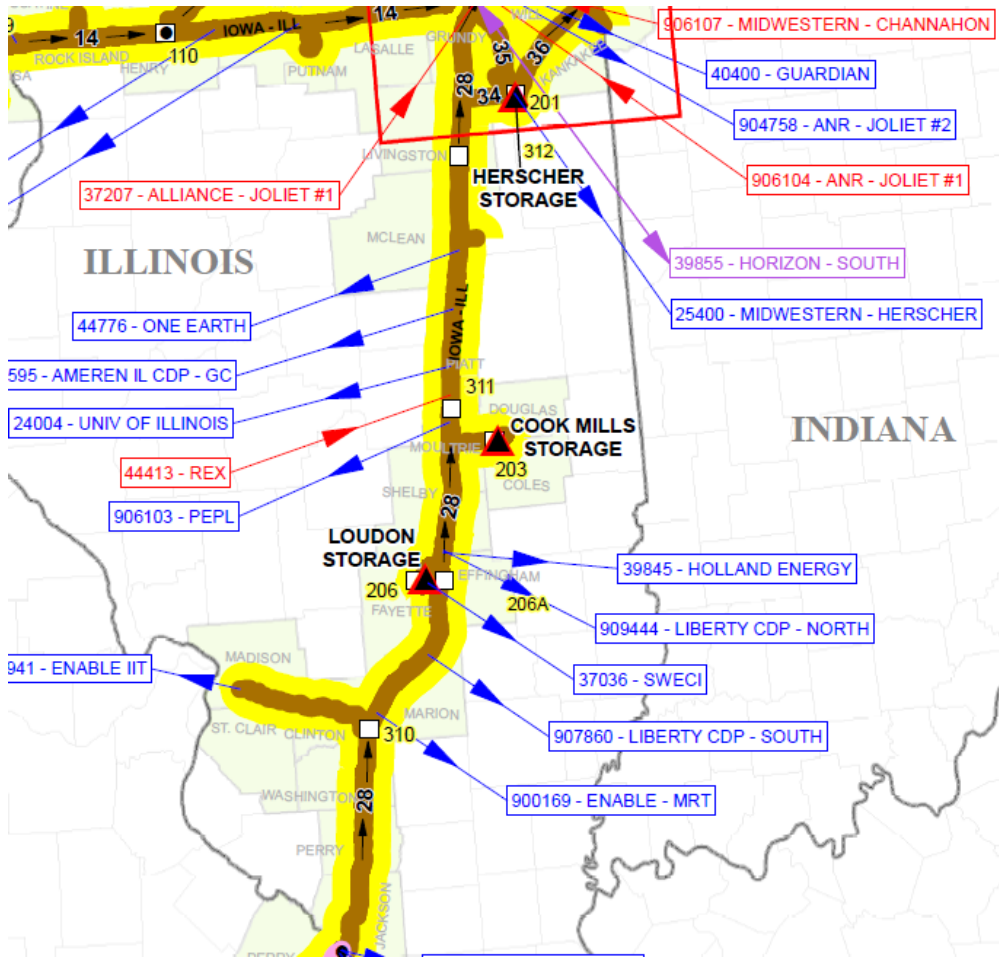 14
IOWA - ILL
14
110
ROCK ISLAND
HENRY
PUTNAM
LASALLE
GRUNDY
WILL
KANKAKEE
35
36
28
34
201
906107 - MIDWESTERN - CHANNAHON
40400 - GUARDIAN
904758 - ANR - JOLIET #2
906104 - ANR - JOLIET #1
312
LIVINGSTON
HERSCHER
STORAGE
37207 - ALLIANCE - JOLIET #1
MCLEAN
ILLINOIS
39855 - HORIZON - SOUTH
25400 - MIDWESTERN - HERSCHER
44776 - ONE EARTH
IOWA - ILL
PIATT
595 - AMEREN IL CDP - GC
311
24004 - UNIV OF ILLINOIS
DOUGLAS
COOK MILLS
STORAGE
INDIANA
MOULTRIE
203
44413 - REX
COLES
SHELBY
28
906103 - PEPL
LOUDON
STORAGE
206
EFFINGHAM
FAYETTE
206A
39845 - HOLLAND ENERGY
909444 - LIBERTY CDP - NORTH
37036 - SWECI
941 - ENABLE IIT
MADISON
MARION
ST. CLAIR
CLINTON
310
907860 - LIBERTY CDP - SOUTH
900169 - ENABLE - MRT
WASHINGTON
28
PERRY
JACKSON
PERRY